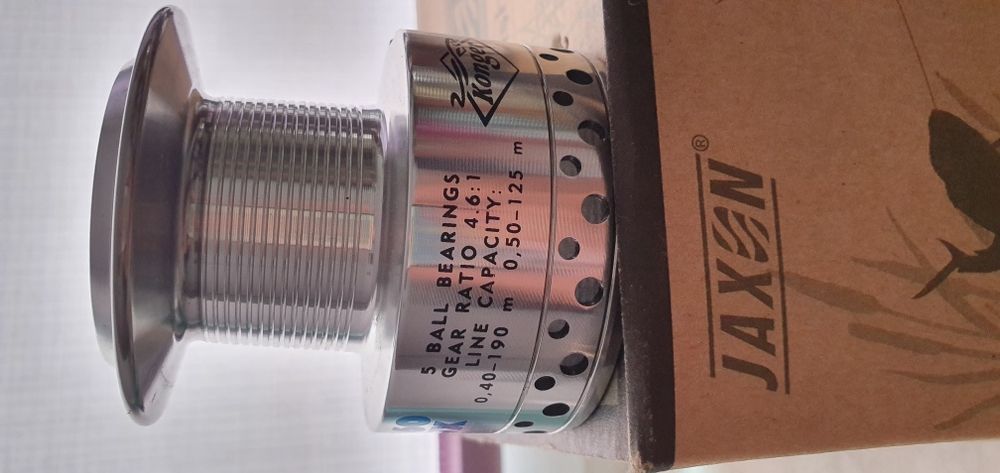 Konger
5 BALL BEARINGS
GEAR RATIO 4.6:1
LINE CAPACITY:
0,40-190 m 0,50-125 m
JAXON®